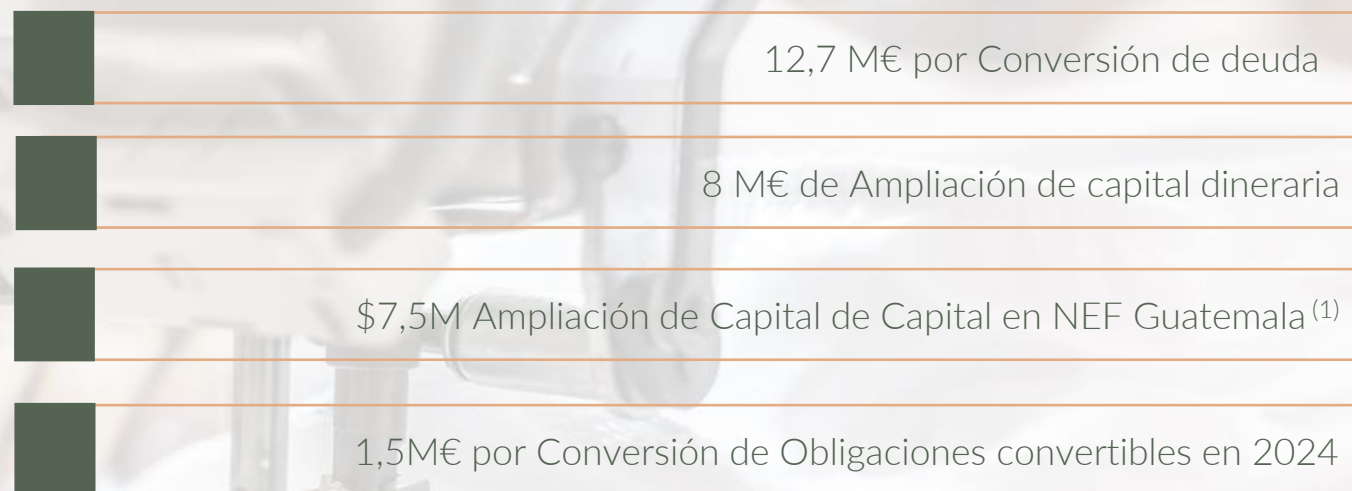 12,7 M€ por Conversión de deuda
8 M€ de Ampliación de capital dineraria
$7,5M Ampliación de Capital de Capital en NEF Guatemala (1)
1,5M€ por Conversión de Obligaciones convertibles en 2024